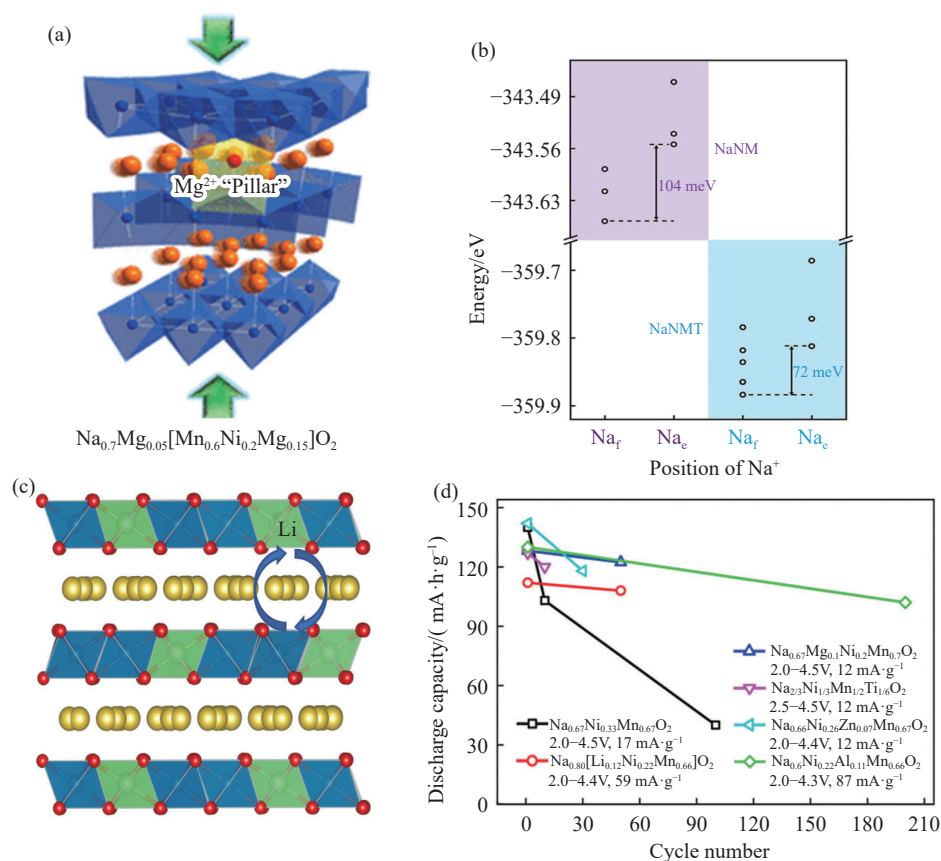 (a)
Mg²⁺ “Pillar”
Na₀.₇Mg₀.₀₅[Mn₀.₆Ni₀.₂Mg₀.₁₅]O₂
(b)
Energy/eV
−343.49
−343.56
−343.63
−359.7
−359.8
−359.9
NaNM
104 meV
NaNMT
72 meV
Na_f
Na_e
Na_f
Na_e
Position of Na⁺
(c)
Li
(d)
Discharge capacity/( mA·h·g⁻¹)
150
120
90
60
30
0
Na₀.₆₇Mg₀.₁Ni₀.₂Mn₀.₇O₂
2.0−4.5V, 12 mA·g⁻¹
Na₂/₃Ni₁/₃Mn₁/₂Ti₁/₆O₂
2.5−4.5V, 12 mA·g⁻¹
Na₀.₆₇Ni₀.₃₃Mn₀.₆₇O₂
2.0−4.5V, 17 mA·g⁻¹
Na₀.₆₆Ni₀.₂₆Zn₀.₀₇Mn₀.₆₇O₂
2.0−4.4V, 12 mA·g⁻¹
Na₀.₈₀[Li₀.₁₂Ni₀.₂₂Mn₀.₆₆]O₂
2.0−4.4V, 59 mA·g⁻¹
Na₀.₆Ni₀.₂₂Al₀.₁₁Mn₀.₆₆O₂
2.0−4.3V, 87 mA·g⁻¹
0
30
60
90
120
150
180
210
Cycle number